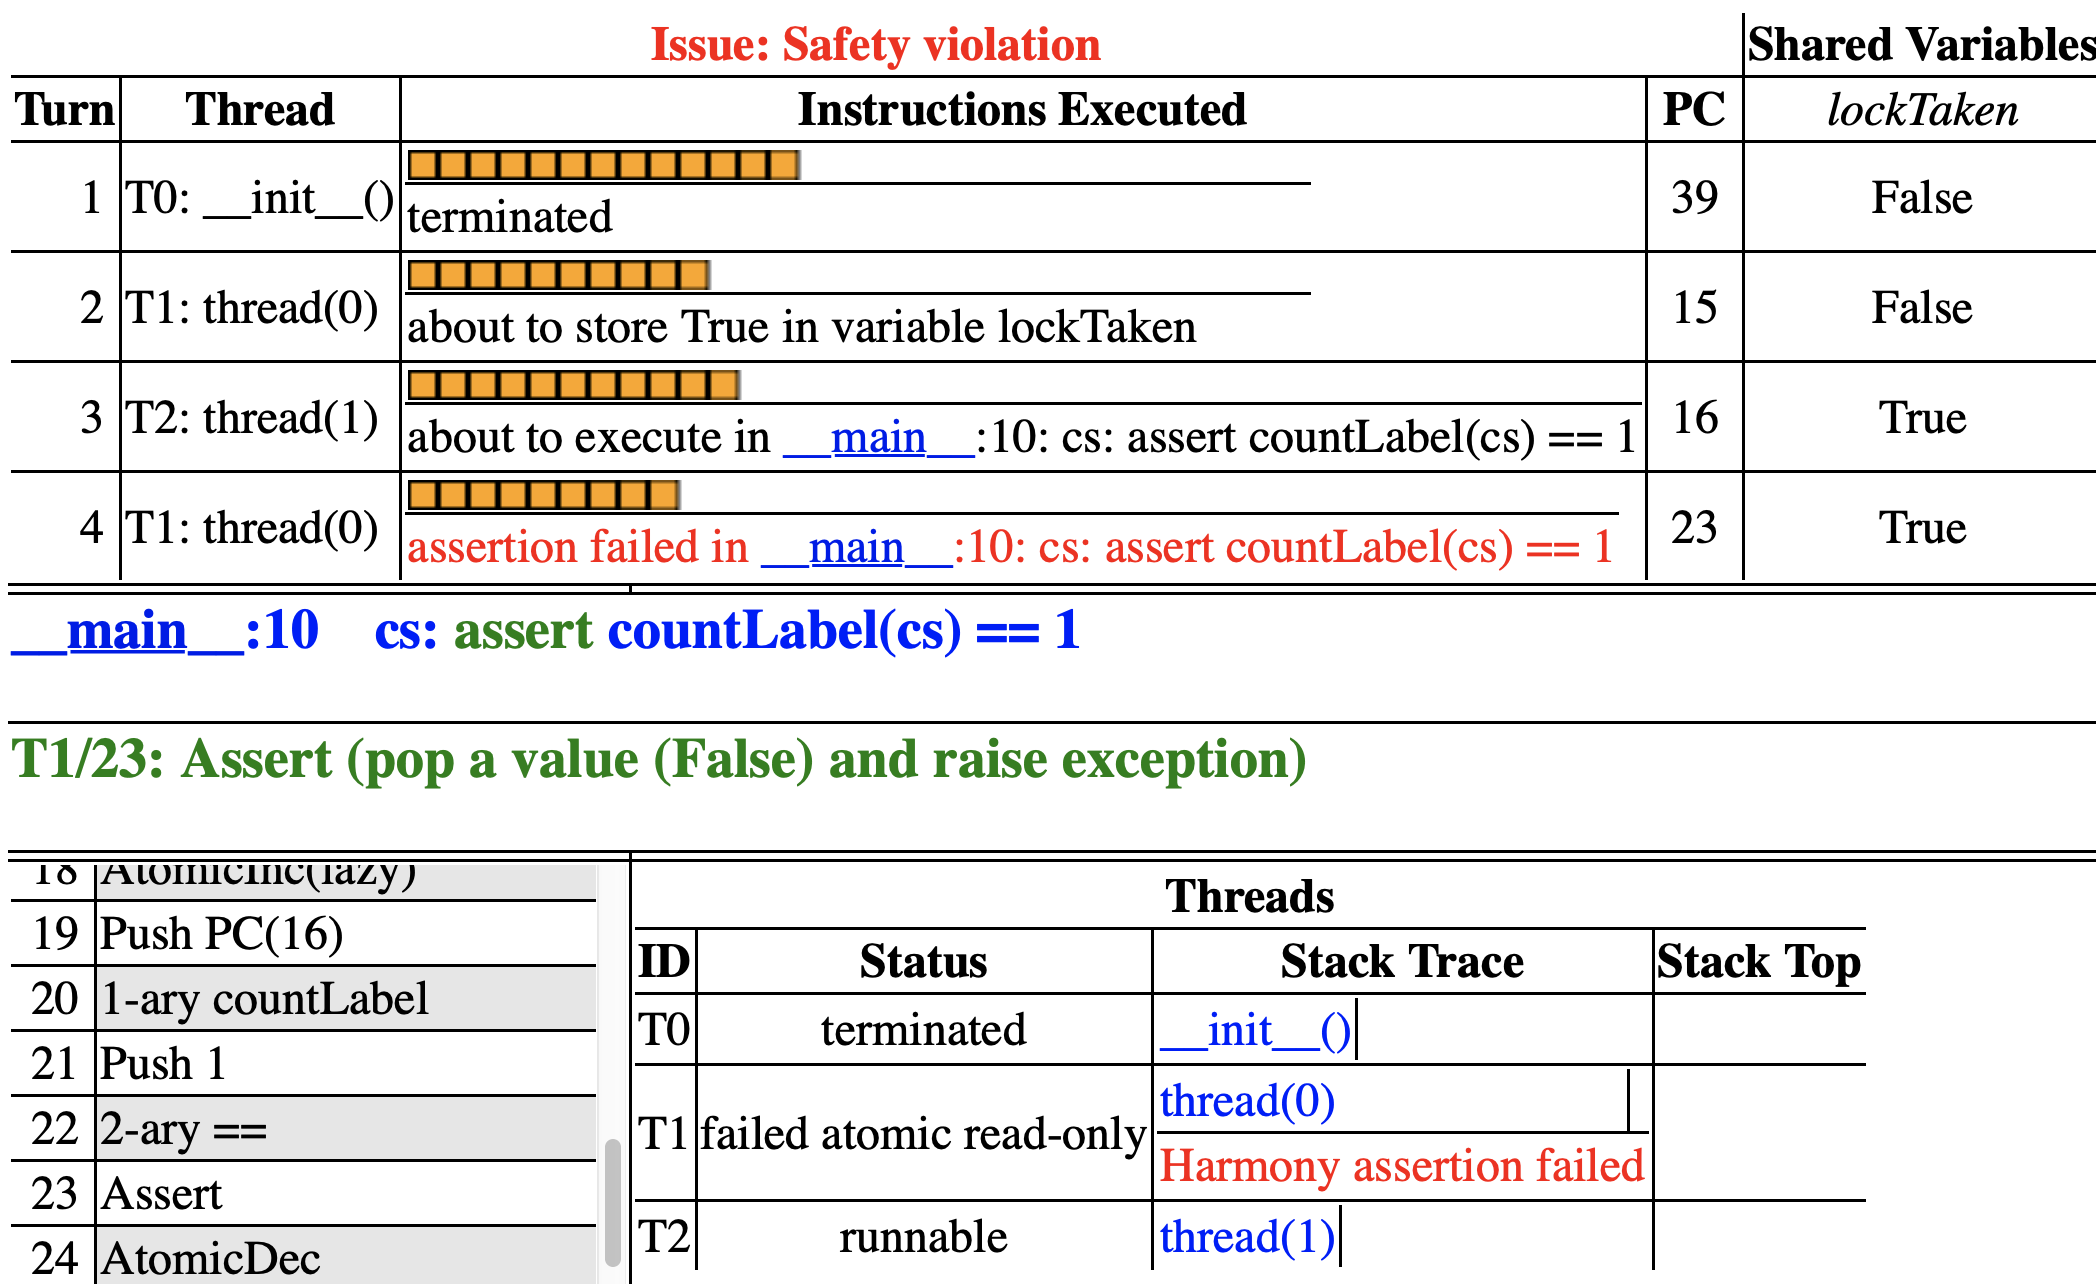 Issue: Safety violation Shared Variables
Turn Thread Instructions Executed PC lockTaken
1 T0: __init__() terminated 39 False
2 T1: thread(0) about to store True in variable lockTaken 15 False
3 T2: thread(1) about to execute in __main__:10: cs: assert countLabel(cs) == 1 16 True
4 T1: thread(0) assertion failed in __main__:10: cs: assert countLabel(cs) == 1 23 True
__main__:10 cs: assert countLabel(cs) == 1
T1/23: Assert (pop a value (False) and raise exception)
18 AtomicInc(lazy)
19 Push PC(16)
20 1-ary countLabel
21 Push 1
22 2-ary ==
23 Assert
24 AtomicDec
Threads
ID Status Stack Trace Stack Top
T0 terminated __init__()
T1 failed atomic read-only thread(0)
Harmony assertion failed
T2 runnable thread(1)